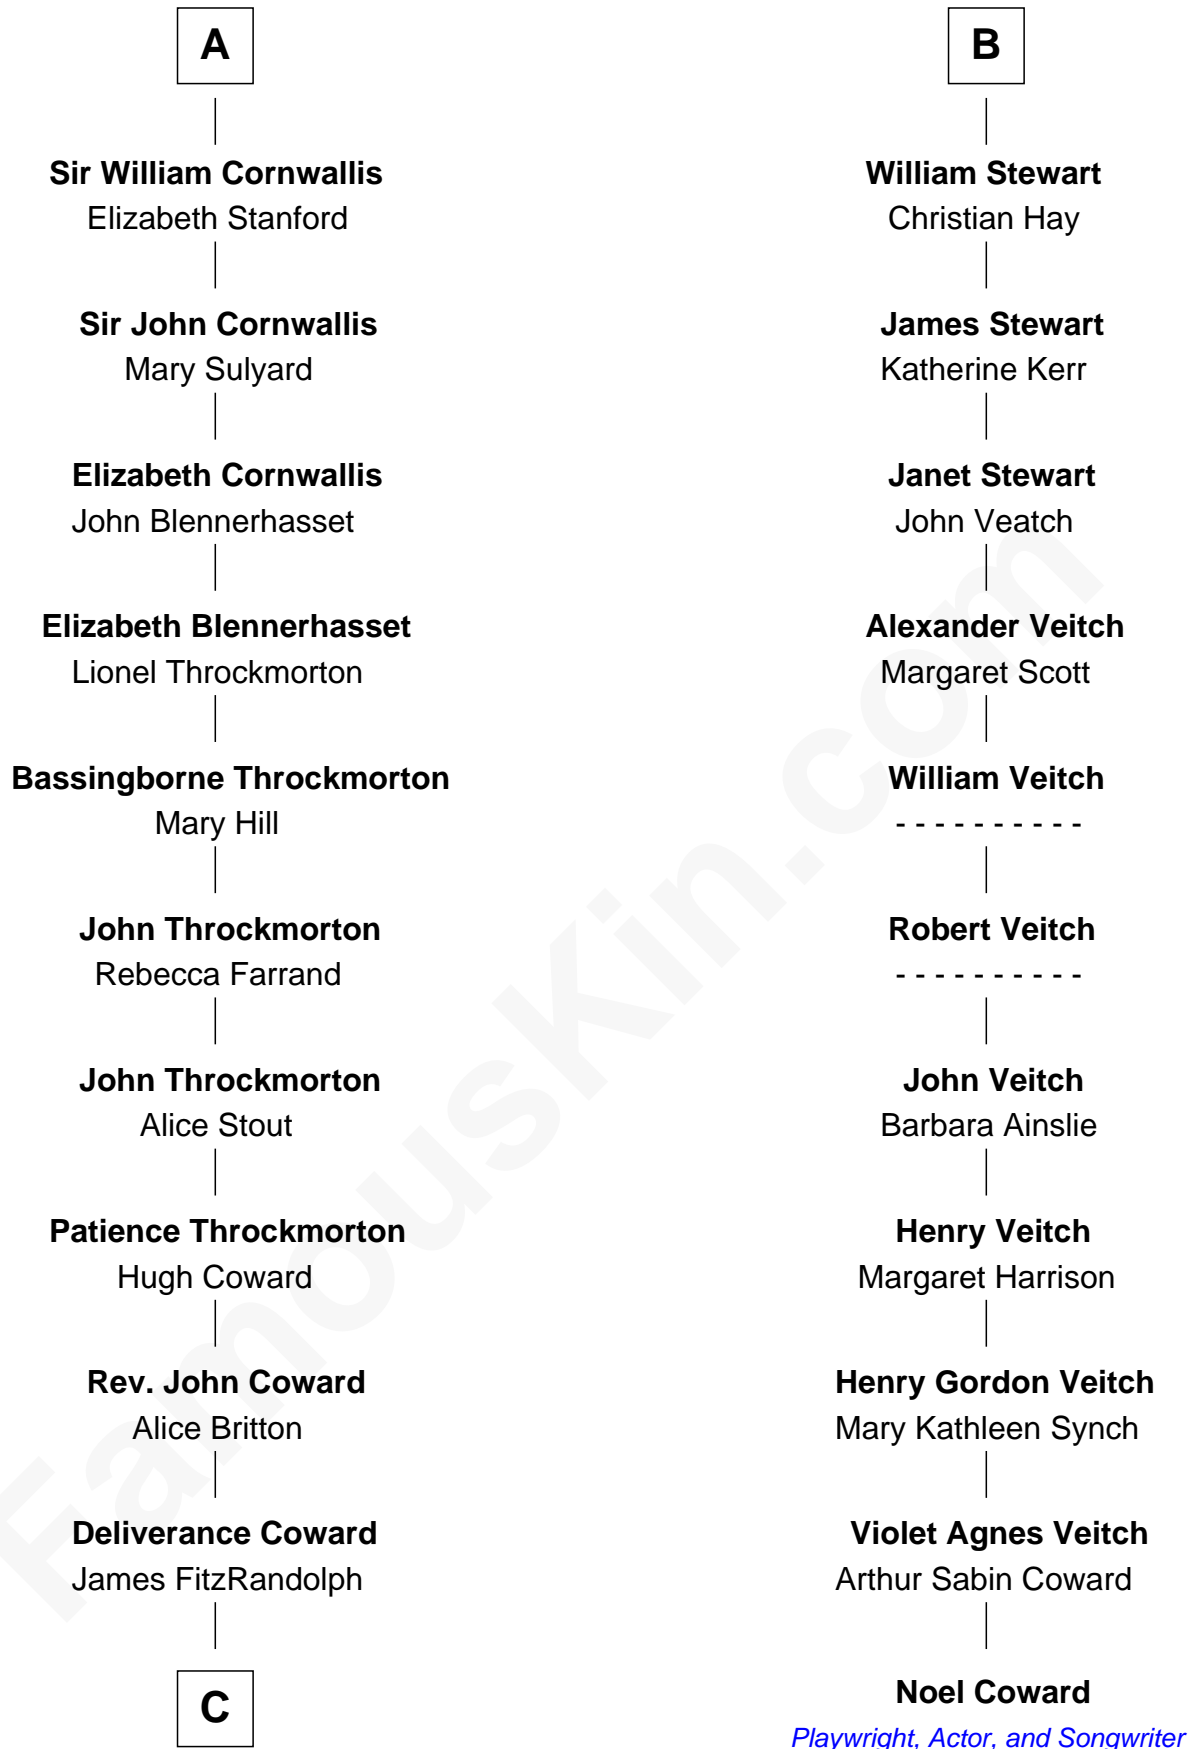 A
Sir William Cornwallis
Elizabeth Stanford
Sir John Cornwallis
Mary Sulyard
Elizabeth Cornwallis
John Blennerhasset
Elizabeth Blennerhasset
Lionel Throckmorton
Bassingborne Throckmorton
Mary Hill
John Throckmorton
Rebecca Farrand
John Throckmorton
Alice Stout
Patience Throckmorton
Hugh Coward
Rev. John Coward
Alice Britton
Deliverance Coward
James FitzRandolph
C
B
William Stewart
Christian Hay
James Stewart
Katherine Kerr
Janet Stewart
John Veatch
Alexander Veitch
Margaret Scott
William Veitch
- - - - - - - - - -
Robert Veitch
- - - - - - - - - -
John Veitch
Barbara Ainslie
Henry Veitch
Margaret Harrison
Henry Gordon Veitch
Mary Kathleen Synch
Violet Agnes Veitch
Arthur Sabin Coward
Noel Coward
Playwright, Actor, and Songwriter
FamousKin.com